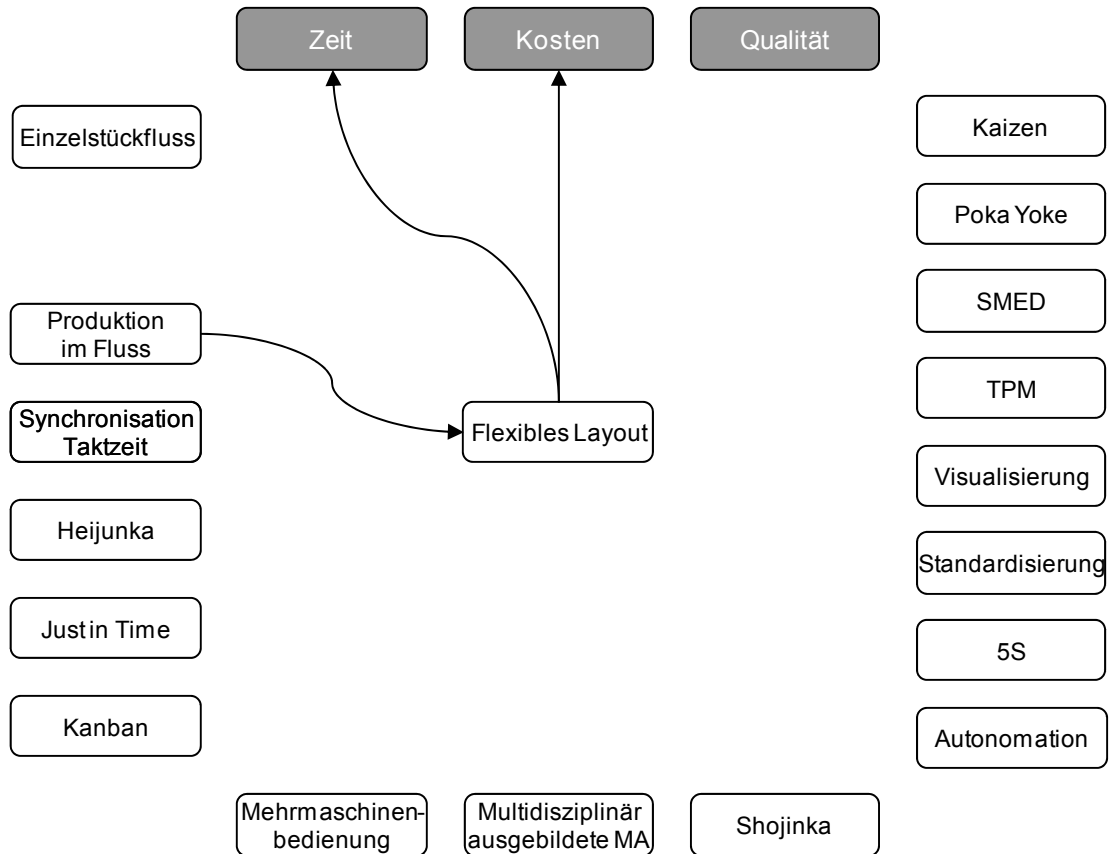 Zeit
Kosten
Qualität
Einzelstückfluss
Kaizen
Poka Yoke
SMED
Produktion
im Fluss
TPM
Synchronisation
Taktzeit
Flexibles Layout
Visualisierung
Heijunka
Standardisierung
Just in Time
5S
Kanban
Autonomation
Mehrmaschinen-
bedienung
Multidisziplinär
ausgebildete MA
Shojinka